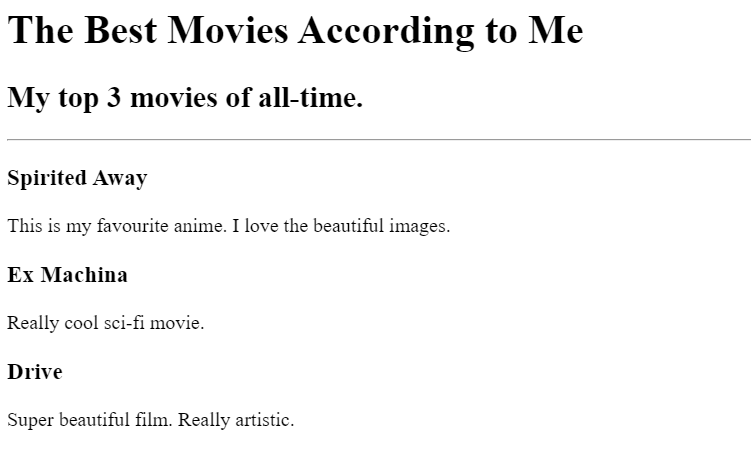 The Best Movies According to Me
My top 3 movies of all-time.
Spirited Away
This is my favourite anime. I love the beautiful images.
Ex Machina
Really cool sci-fi movie.
Drive
Super beautiful film. Really artistic.